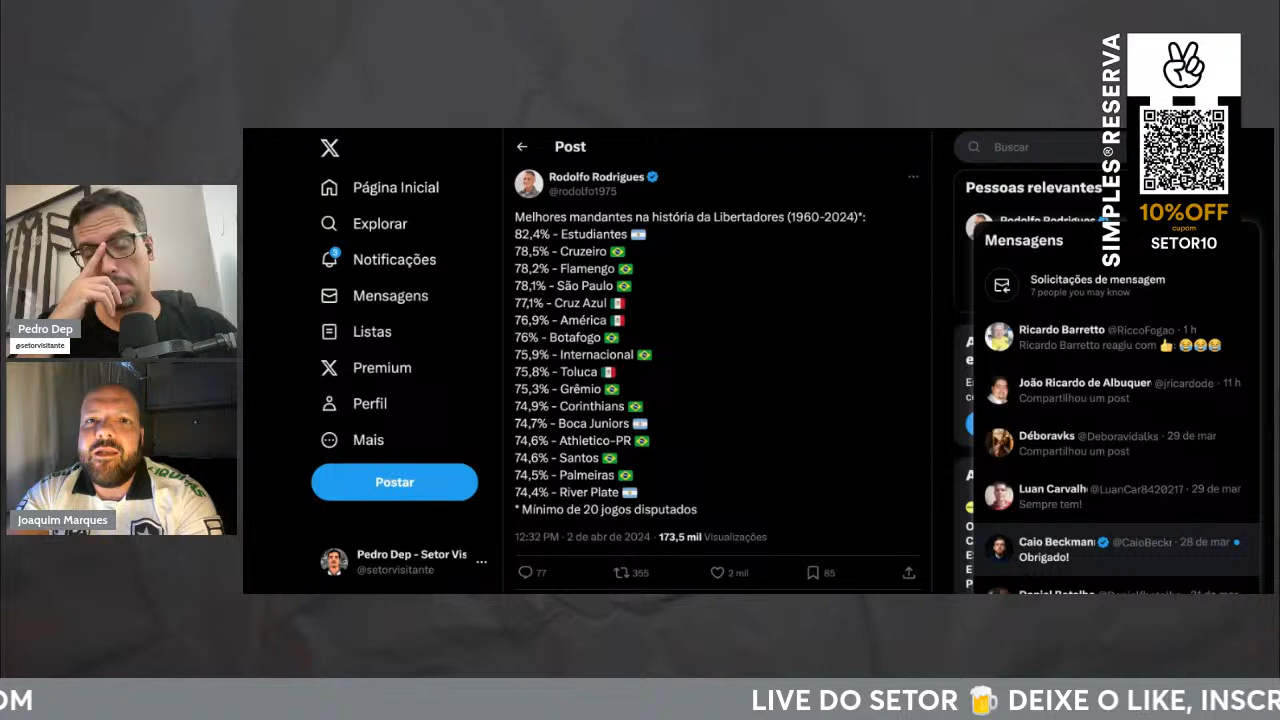 Pedro Dep
@setorvisitante
Joaquim Marques
Página Inicial
Explorar
Notificações
Mensagens
Listas
Premium
Perfil
Mais
Postar
Pedro Dep - Setor Vis
@setorvisitante
Post
Rodolfo Rodrigues
@rodolfo1975
Melhores mandantes na história da Libertadores (1960-2024)*:
82,4% - Estudiantes 🇦🇷
78,5% - Cruzeiro 🇧🇷
78,2% - Flamengo 🇧🇷
78,1% - São Paulo 🇧🇷
77,1% - Cruz Azul 🇲🇽
76,9% - América 🇲🇽
76% - Botafogo 🇧🇷
75,9% - Internacional 🇧🇷
75,8% - Toluca 🇲🇽
75,3% - Grêmio 🇧🇷
74,9% - Corinthians 🇧🇷
74,7% - Boca Juniors 🇦🇷
74,6% - Athletico-PR 🇧🇷
74,6% - Santos 🇧🇷
74,5% - Palmeiras 🇧🇷
74,4% - River Plate 🇦🇷
* Mínimo de 20 jogos disputados
12:32 PM · 2 de abr de 2024 · 173,5 mil Visualizações
77 355 2 mil 85
Buscar
Pessoas relevantes
Rodolfo Rodrigues
Mensagens
Solicitações de mensagem
7 people you may know
Ricardo Barretto @RiccoFogao · 1 h
Ricardo Barretto reagiu com 👍: 😂😂😂
João Ricardo de Albuquer @jricardode · 11 h
Compartilhou um post
Déboravks @Deboravidalks · 29 de mar
Compartilhou um post
Luan Carvalh @LuanCar8420217 · 29 de mar
Sempre tem!
Caio Beckman @CaioBeck · 28 de mar
Obrigado!
SIMPLES®RESERVA
10%OFF
cupom
SETOR10
OM LIVE DO SETOR 🍺 DEIXE O LIKE, INSCR